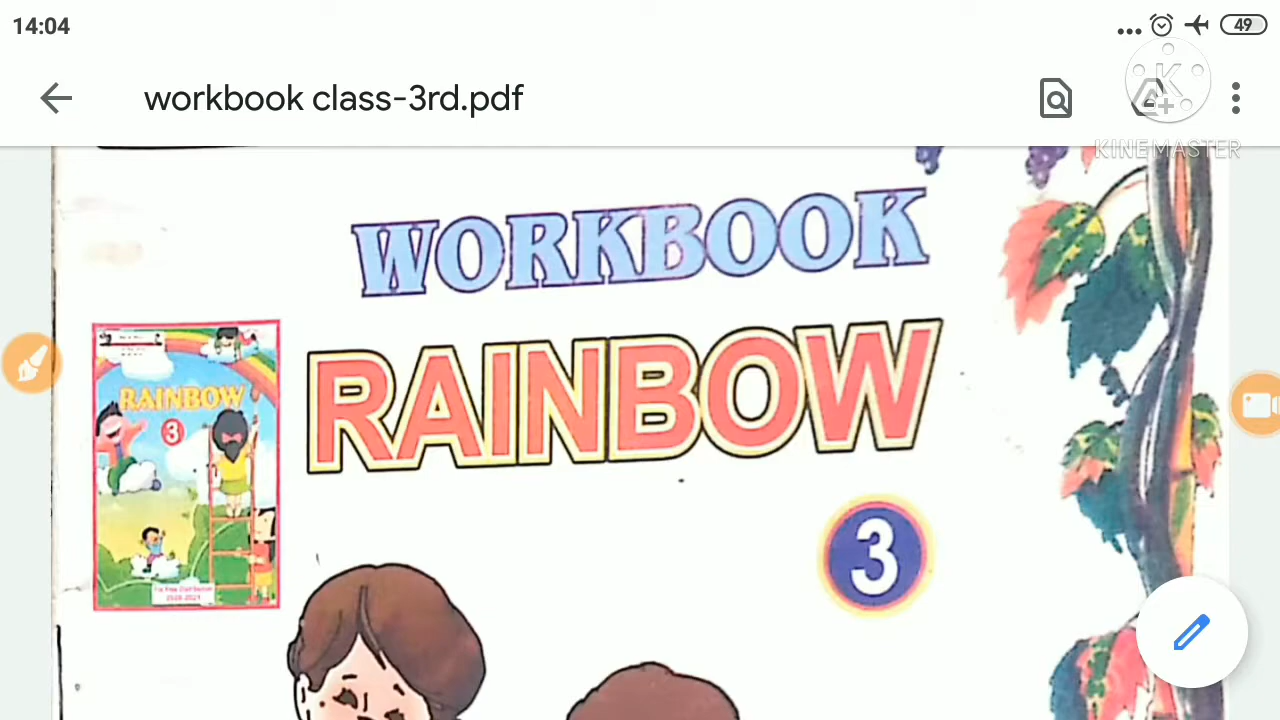 14:04
49
workbook class-3rd.pdf
K
KINEMASTER
WORKBOOK
RAINBOW
3
RAINBOW
3